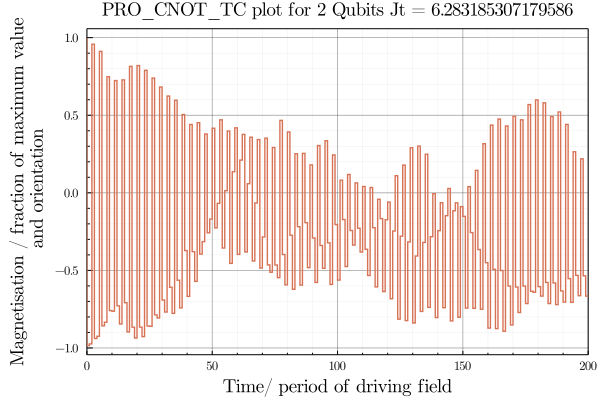 PRO_CNOT_TC plot for 2 Qubits Jt = 6.283185307179586
Magnetisation / fraction of maximum value
and orientation
1.0
0.5
0.0
−0.5
−1.0
0 50 100 150 200
Time/ period of driving field